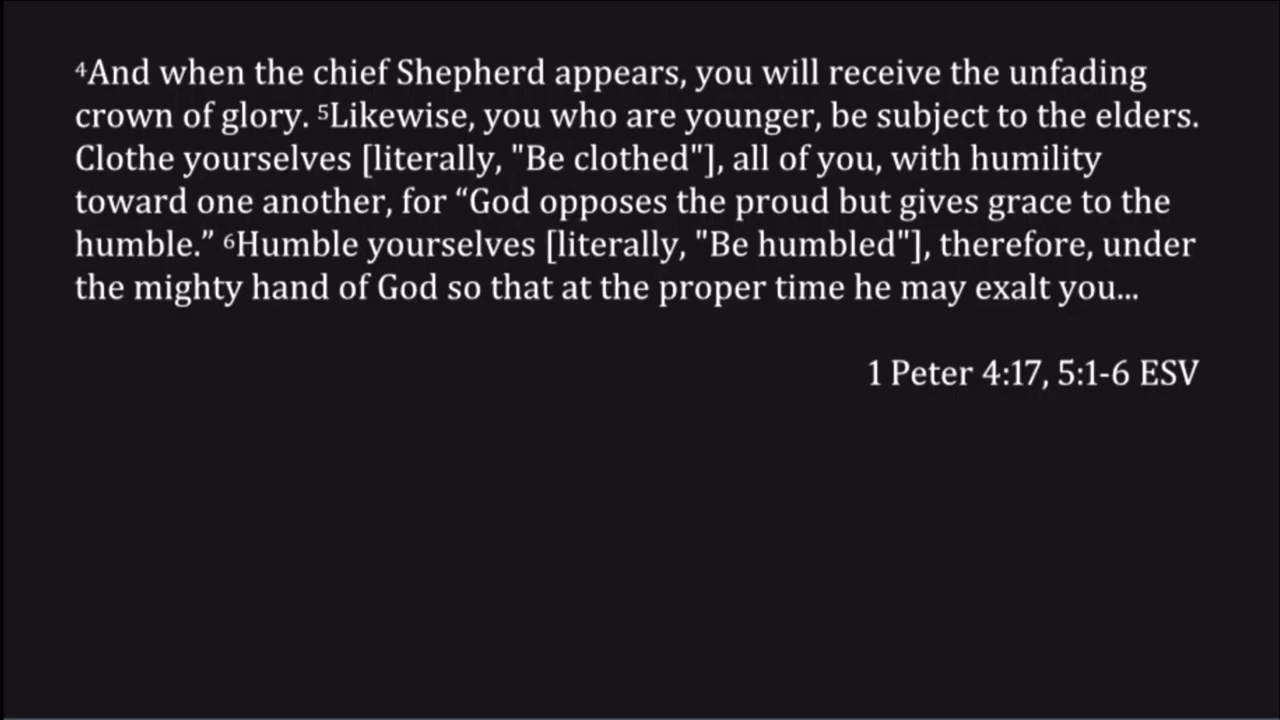 ⁴And when the chief Shepherd appears, you will receive the unfading
crown of glory. ⁵Likewise, you who are younger, be subject to the elders.
Clothe yourselves [literally, "Be clothed"], all of you, with humility
toward one another, for “God opposes the proud but gives grace to the
humble.” ⁶Humble yourselves [literally, "Be humbled"], therefore, under
the mighty hand of God so that at the proper time he may exalt you...
1 Peter 4:17, 5:1-6 ESV